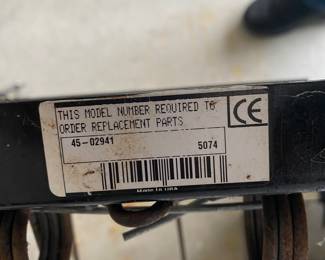 THIS MODEL NUMBER REQUIRED TO
ORDER REPLACEMENT PARTS
CE
45-02941 5074
Made In USA